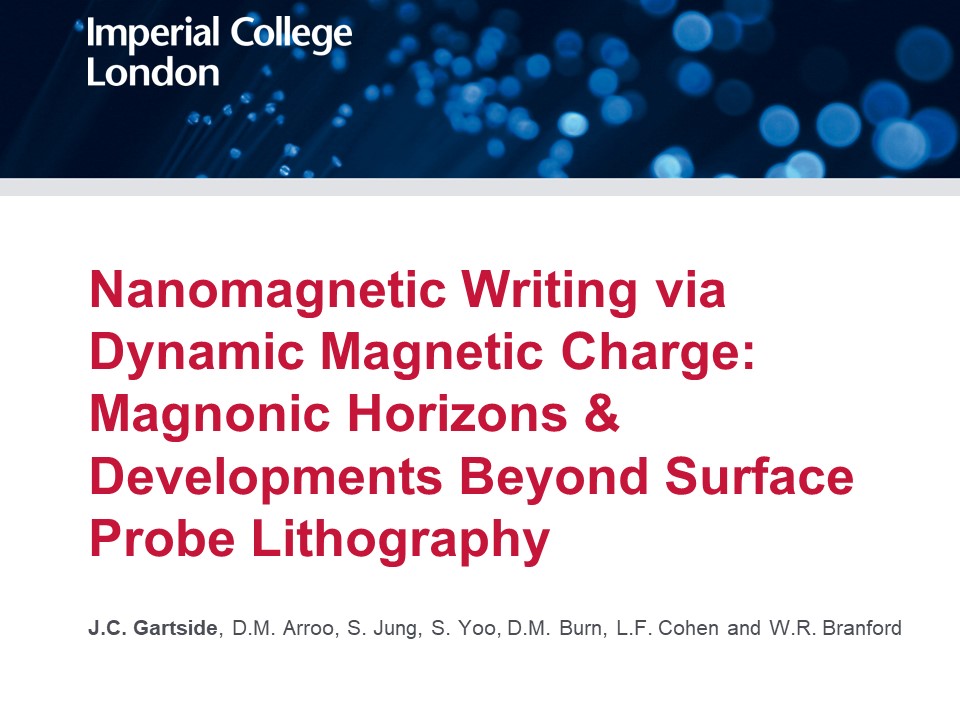 Imperial College
London
Nanomagnetic Writing via
Dynamic Magnetic Charge:
Magnonic Horizons &
Developments Beyond Surface
Probe Lithography
J.C. Gartside, D.M. Arroo, S. Jung, S. Yoo, D.M. Burn, L.F. Cohen and W.R. Branford